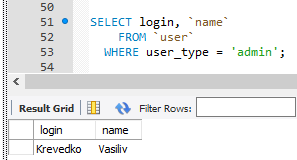 50
51 SELECT login, `name`
52 FROM `user`
53 WHERE user_type = 'admin';
54
Result Grid Filter Rows:
login name
Krevedko Vasiliv